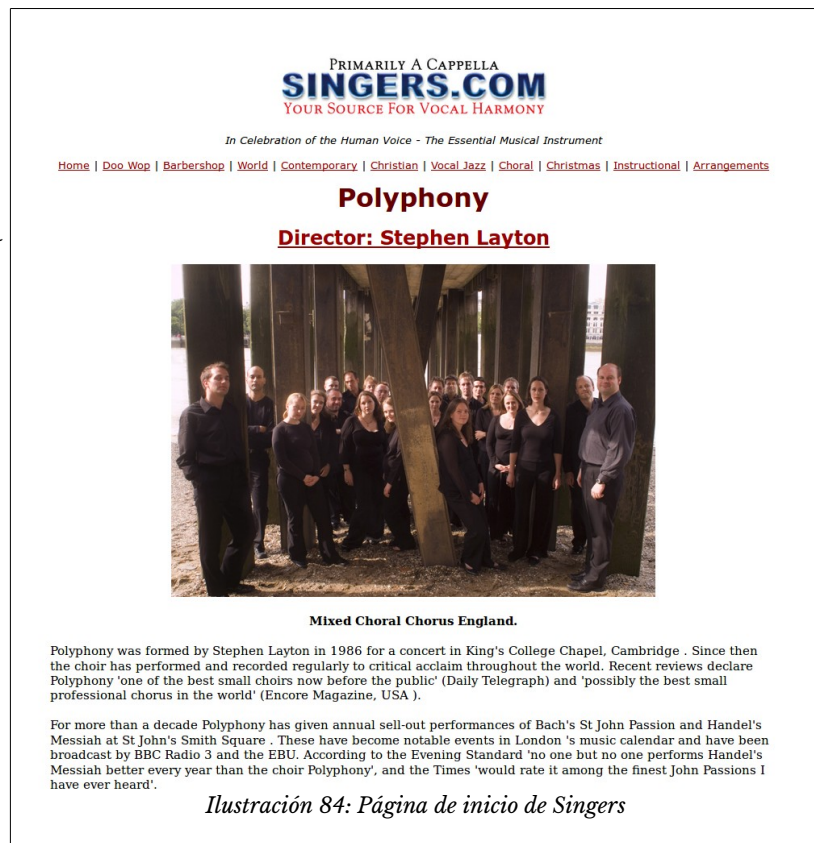 PRIMARILY A CAPPELLA
SINGERS.COM
YOUR SOURCE FOR VOCAL HARMONY
In Celebration of the Human Voice - The Essential Musical Instrument
Home | Doo Wop | Barbershop | World | Contemporary | Christian | Vocal Jazz | Choral | Christmas | Instructional | Arrangements
Polyphony
Director: Stephen Layton
Mixed Choral Chorus England.
Polyphony was formed by Stephen Layton in 1986 for a concert in King's College Chapel, Cambridge . Since then
the choir has performed and recorded regularly to critical acclaim throughout the world. Recent reviews declare
Polyphony 'one of the best small choirs now before the public' (Daily Telegraph) and 'possibly the best small
professional chorus in the world' (Encore Magazine, USA ).
For more than a decade Polyphony has given annual sell-out performances of Bach's St John Passion and Handel's
Messiah at St John's Smith Square . These have become notable events in London 's music calendar and have been
broadcast by BBC Radio 3 and the EBU. According to the Evening Standard 'no one but no one performs Handel's
Messiah better every year than the choir Polyphony', and the Times 'would rate it among the finest John Passions I
have ever heard'.
Ilustración 84: Página de inicio de Singers